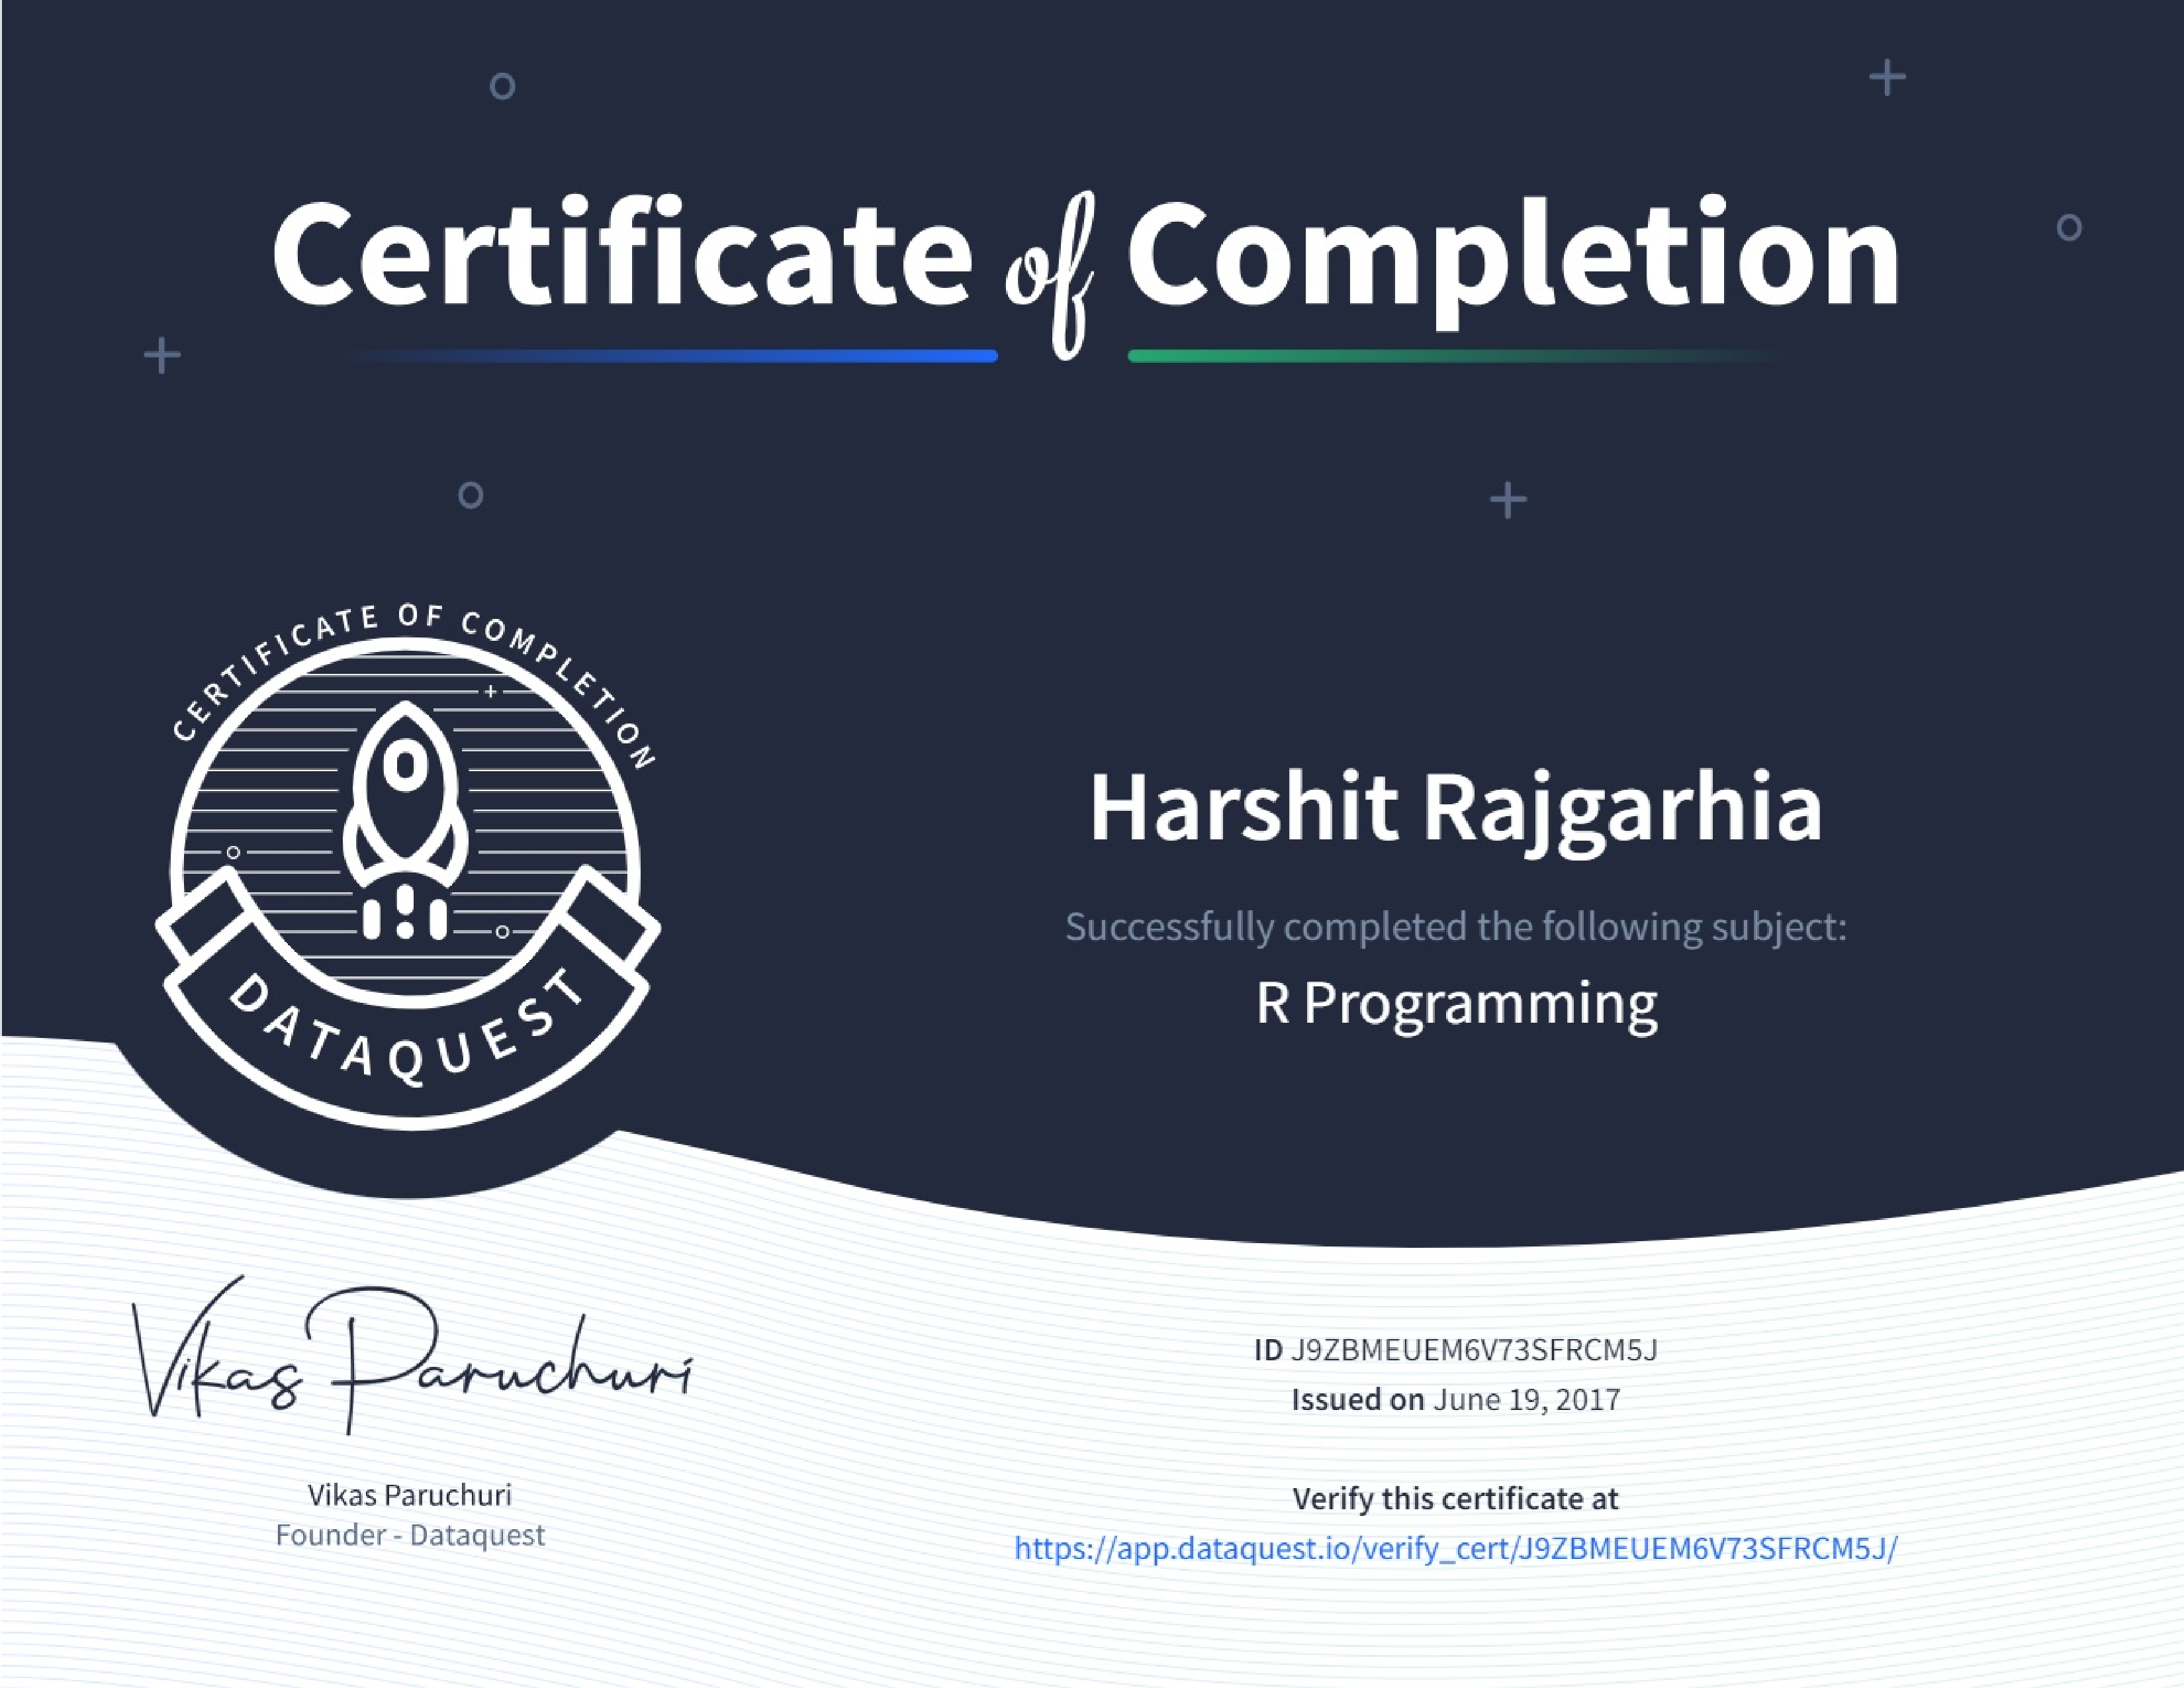 Certificate of Completion
CERTIFICATE OF COMPLETION
DATAQUEST
Harshit Rajgarhia
Successfully completed the following subject:
R Programming
Vikas Paruchuri
Vikas Paruchuri
Founder - Dataquest
ID J9ZBMEUEM6V73SFRCM5J
Issued on June 19, 2017
Verify this certificate at
https://app.dataquest.io/verify_cert/J9ZBMEUEM6V73SFRCM5J/